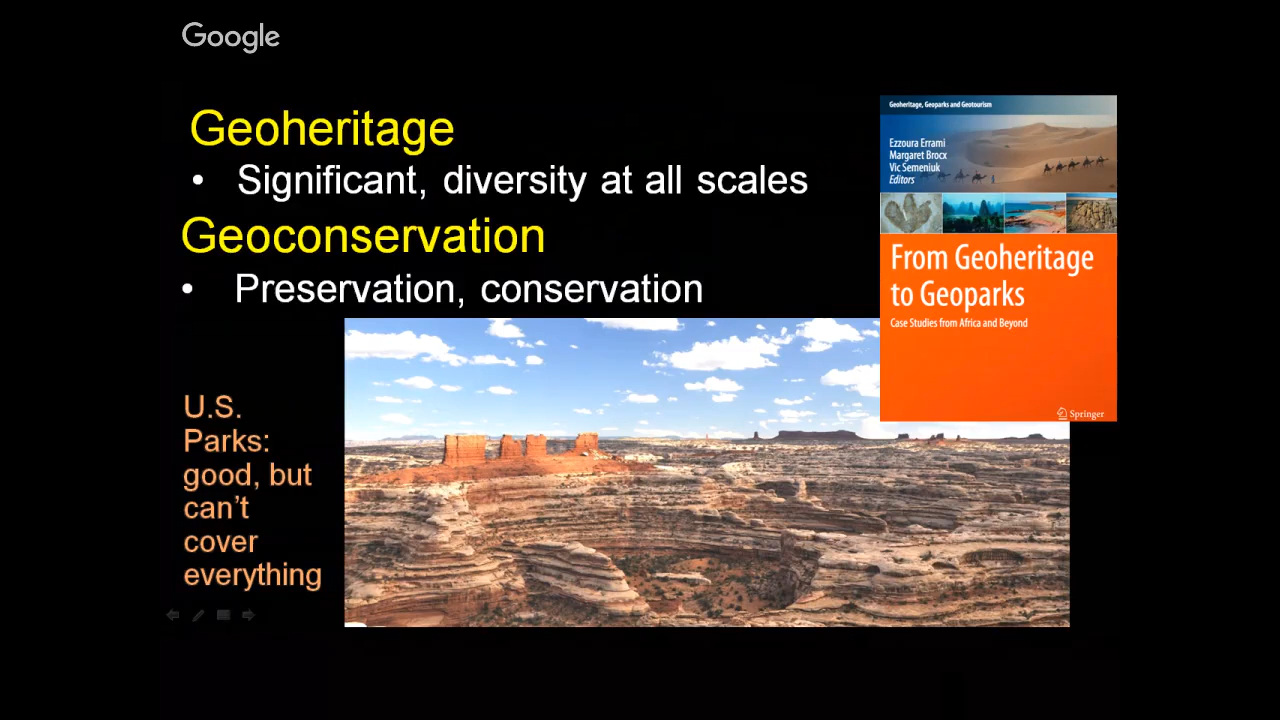 Google
Geoheritage
• Significant, diversity at all scales
Geoconservation
• Preservation, conservation
U.S.
Parks:
good, but
can't
cover
everything
Geoheritage, Geoparks and Geotourism
Ezzoura Errami
Margaret Brocx
Vic Semeniuk
Editors
From Geoheritage
to Geoparks
Case Studies from Africa and Beyond
Springer